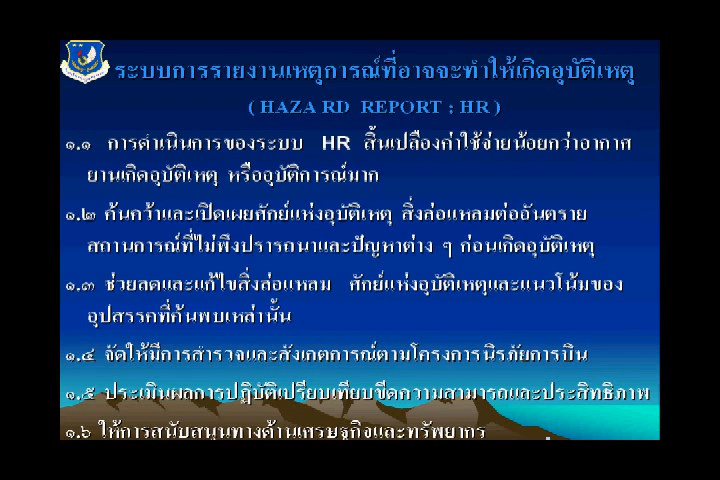 ระบบการรายงานเหตุการณ์ที่อาจจะทำให้เกิดอุบัติเหตุ
( HAZA RD REPORT : HR )
๑.๑ การดำเนินการของระบบ HR สิ้นเปลืองค่าใช้จ่ายน้อยกว่าอากาศ
ยานเกิดอุบัติเหตุ หรืออุบัติการณ์มาก
๑.๒ ค้นคว้าและเปิดเผยศักย์แห่งอุบัติเหตุ สิ่งล่อแหลมต่ออันตราย
สถานการณ์ที่ไม่พึงปรารถนาและปัญหาต่าง ๆ ก่อนเกิดอุบัติเหตุ
๑.๓ ช่วยลดและแก้ไขสิ่งล่อแหลม ศักย์แห่งอุบัติเหตุและแนวโน้มของ
อุปสรรคที่ค้นพบเหล่านั้น
๑.๔ จัดให้มีการสำรวจและสังเกตการณ์ตามโครงการนิรภัยการบิน
๑.๕ ประเมินผลการปฏิบัติเปรียบเทียบขีดความสามารถและประสิทธิภาพ
๑.๖ ให้การสนับสนุนทางด้านเศรษฐกิจและทรัพยากร